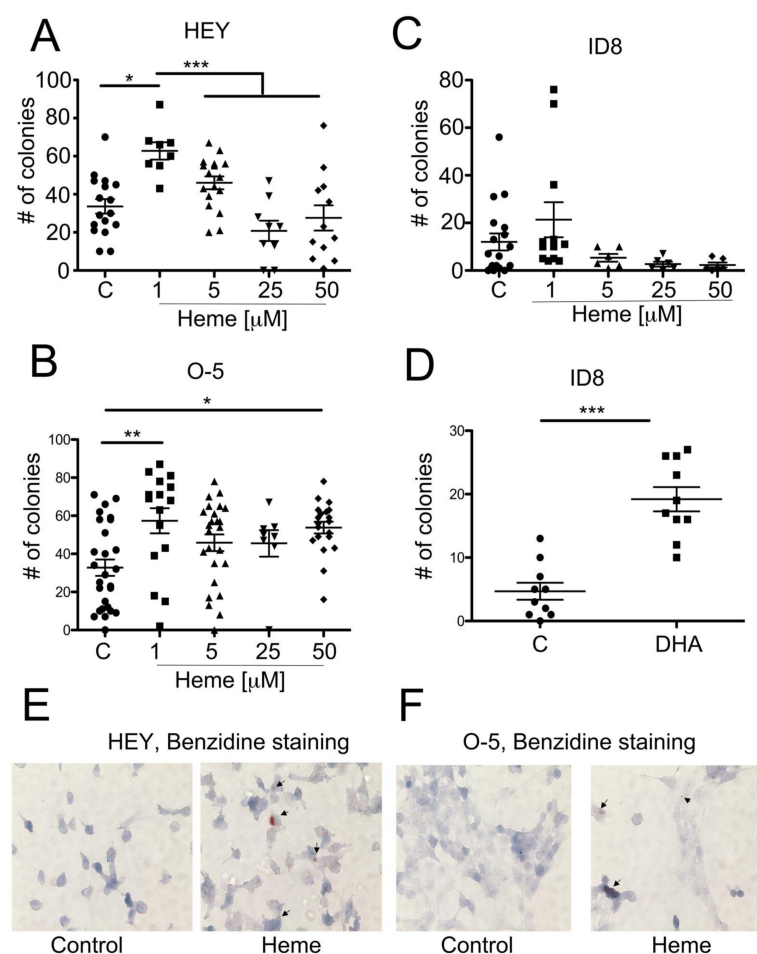 A
HEY
***
*
# of colonies
100
80
60
40
20
0
C 1 5 25 50
Heme [μM]
C
ID8
# of colonies
80
60
40
20
0
C 1 5 25 50
Heme [μM]
B
O-5
*
**
# of colonies
100
80
60
40
20
0
C 1 5 25 50
Heme [μM]
D
ID8
***
# of colonies
30
20
10
0
C DHA
E
HEY, Benzidine staining
Control Heme
F
O-5, Benzidine staining
Control Heme